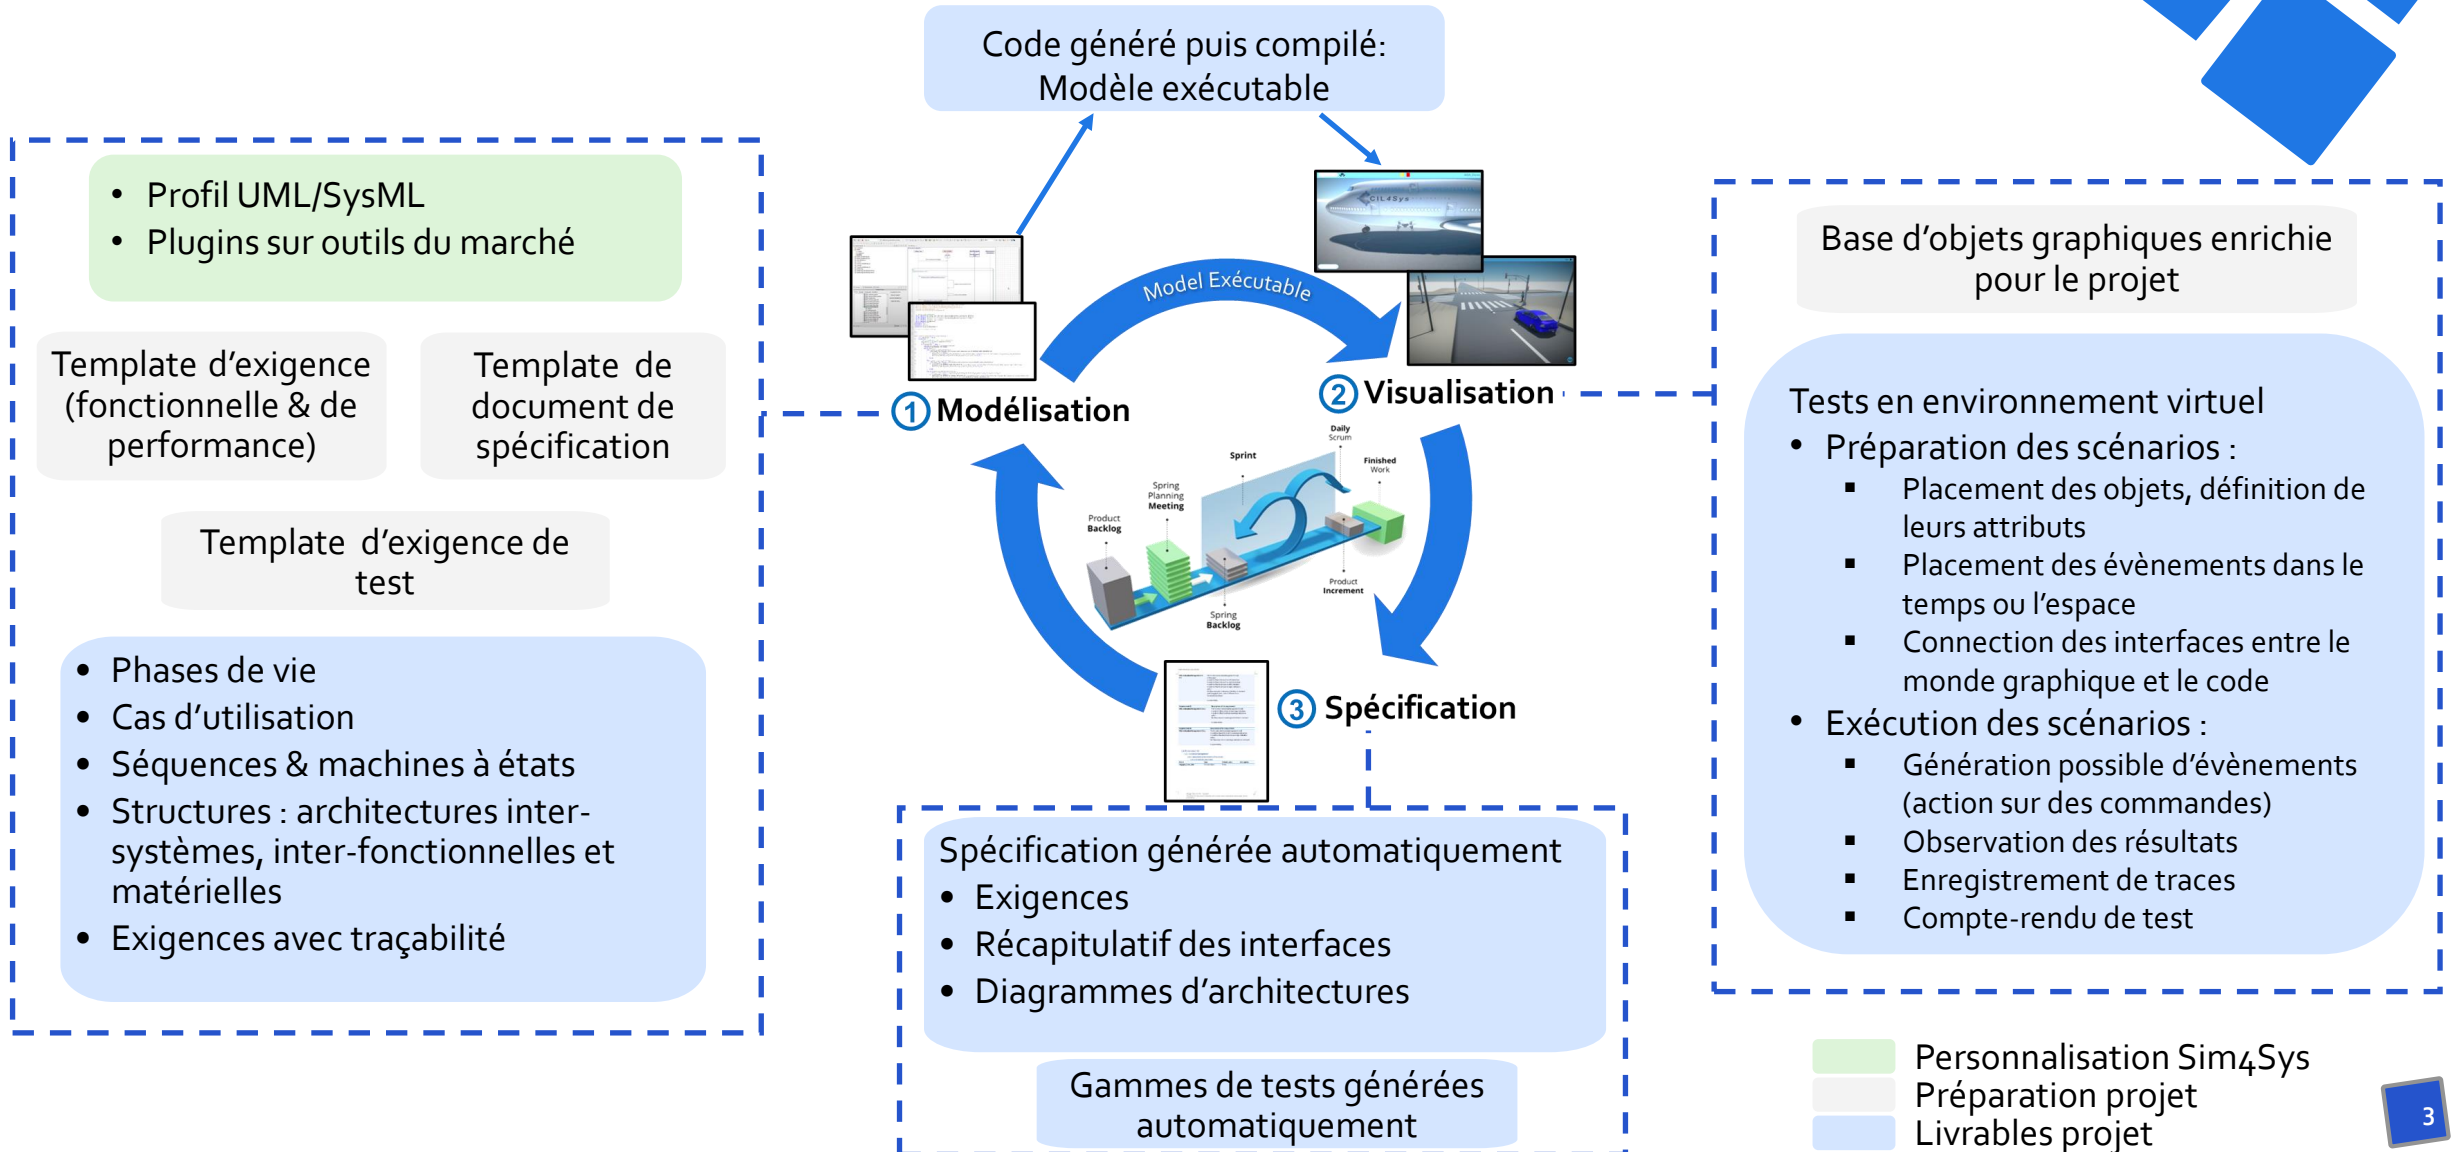 Code généré puis compilé:
Modèle exécutable
• Profil UML/SysML
• Plugins sur outils du marché
Template d'exigence
(fonctionnelle & de
performance)
Template de
document de
spécification
Template d'exigence de
test
• Phases de vie
• Cas d'utilisation
• Séquences & machines à états
• Structures : architectures inter-
systèmes, inter-fonctionnelles et
matérielles
• Exigences avec traçabilité
CIL4Sys
Model Exécutable
1 Modélisation
2 Visualisation
Daily
Scrum
Sprint
Finished
Work
Spring
Planning
Meeting
Product
Backlog
Product
Increment
Spring
Backlog
3 Spécification
Spécification générée automatiquement
• Exigences
• Récapitulatif des interfaces
• Diagrammes d'architectures
Gammes de tests générées
automatiquement
Base d'objets graphiques enrichie
pour le projet
Tests en environnement virtuel
• Préparation des scénarios :
▪ Placement des objets, définition de
leurs attributs
▪ Placement des évènements dans le
temps ou l'espace
▪ Connection des interfaces entre le
monde graphique et le code
• Exécution des scénarios :
▪ Génération possible d'évènements
(action sur des commandes)
▪ Observation des résultats
▪ Enregistrement de traces
▪ Compte-rendu de test
Personnalisation Sim4Sys
Préparation projet
Livrables projet
3